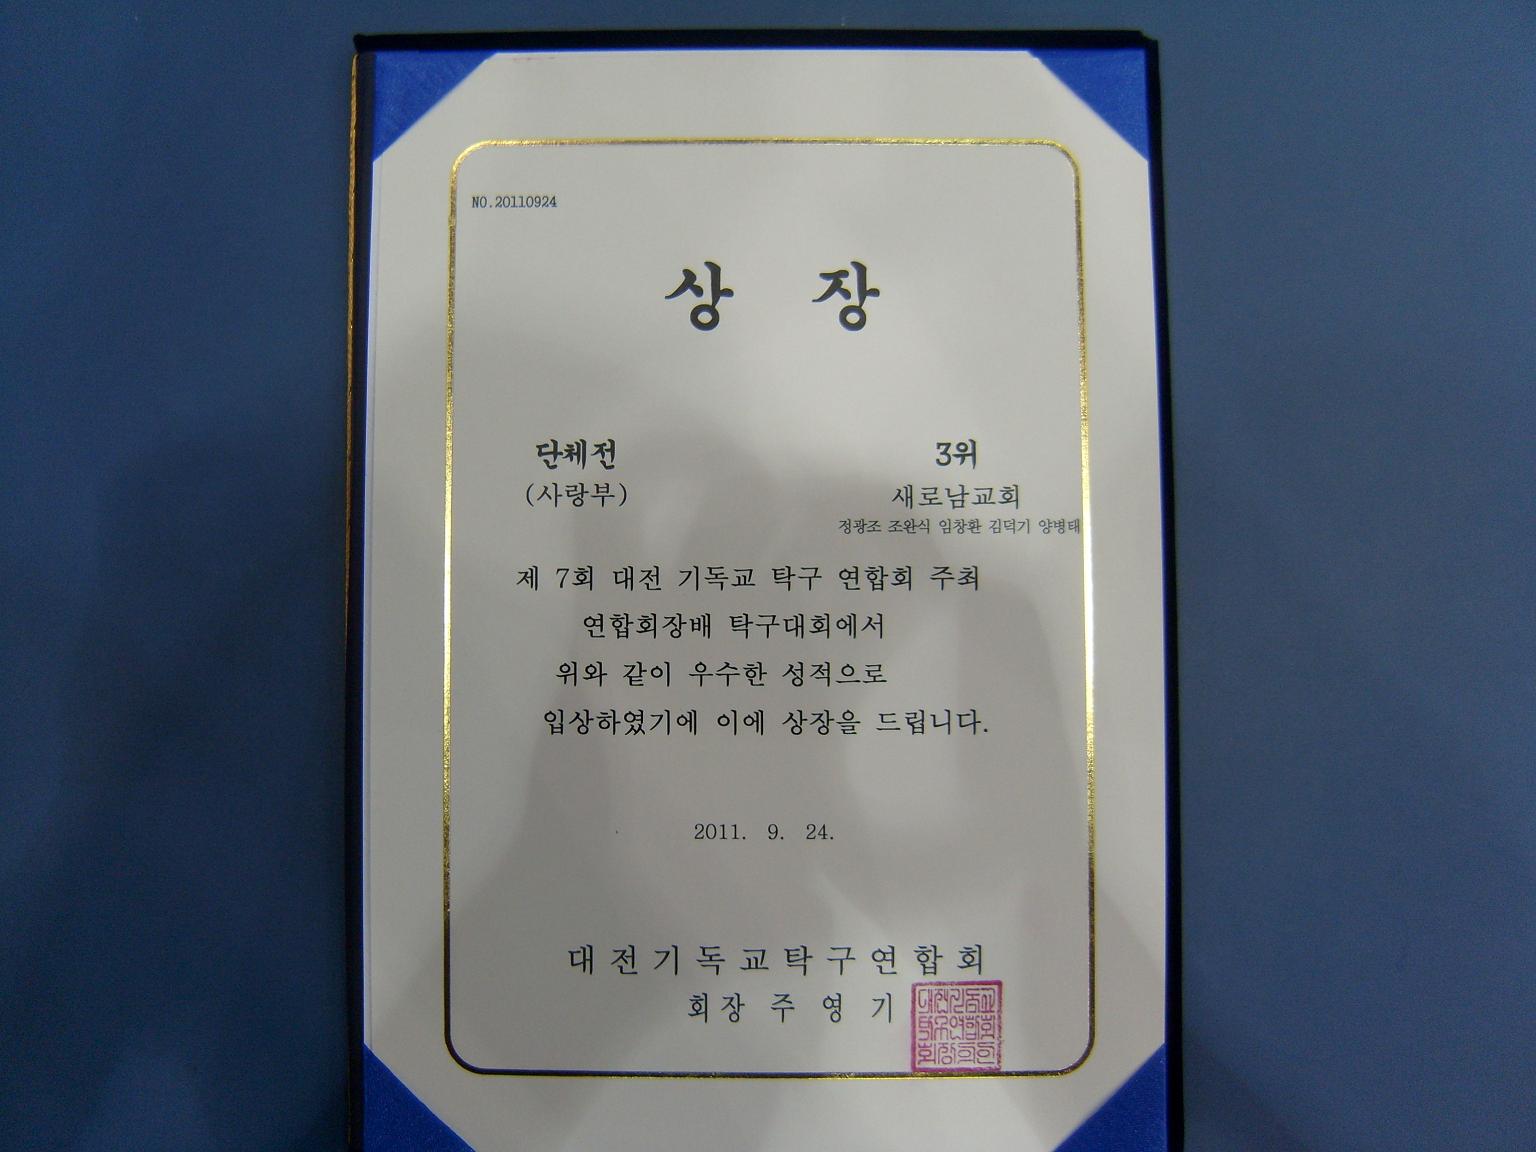 NO.20110924
상 장
단체전 3위
(사랑부) 새로남교회
정광조 조완식 임창환 김덕기 양병태
제 7회 대전 기독교 탁구 연합회 주최
연합회장배 탁구대회에서
위와 같이 우수한 성적으로
입상하였기에 이에 상장을 드립니다.
2011. 9. 24.
대전기독교탁구연합회
회장 주 영 기